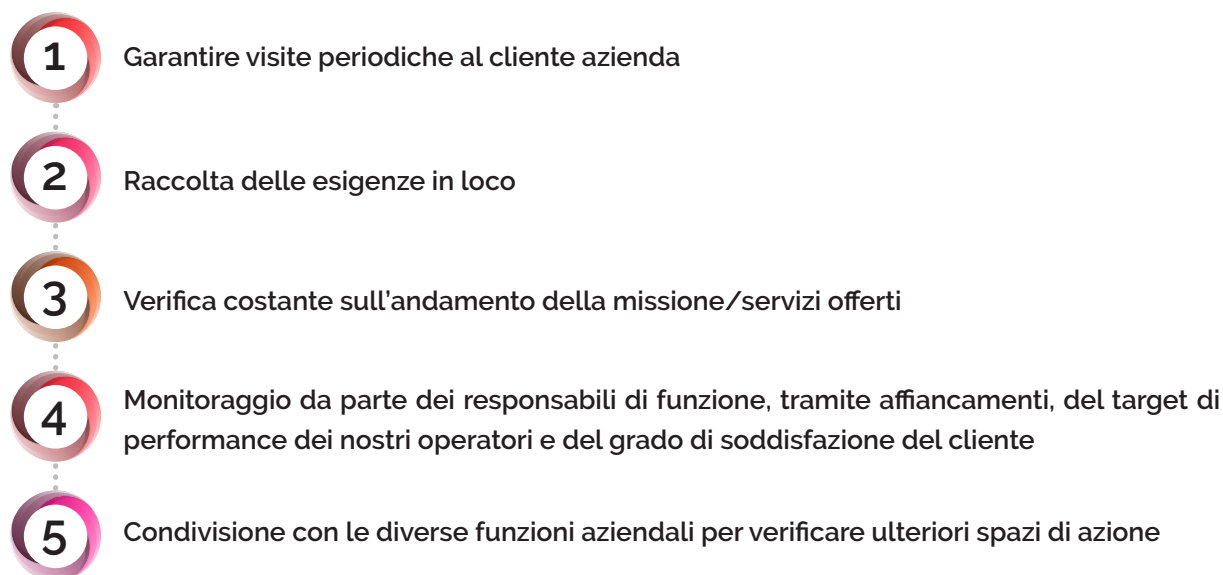 1 Garantire visite periodiche al cliente azienda
2 Raccolta delle esigenze in loco
3 Verifica costante sull’andamento della missione/servizi offerti
4 Monitoraggio da parte dei responsabili di funzione, tramite affiancamenti, del target di
performance dei nostri operatori e del grado di soddisfazione del cliente
5 Condivisione con le diverse funzioni aziendali per verificare ulteriori spazi di azione